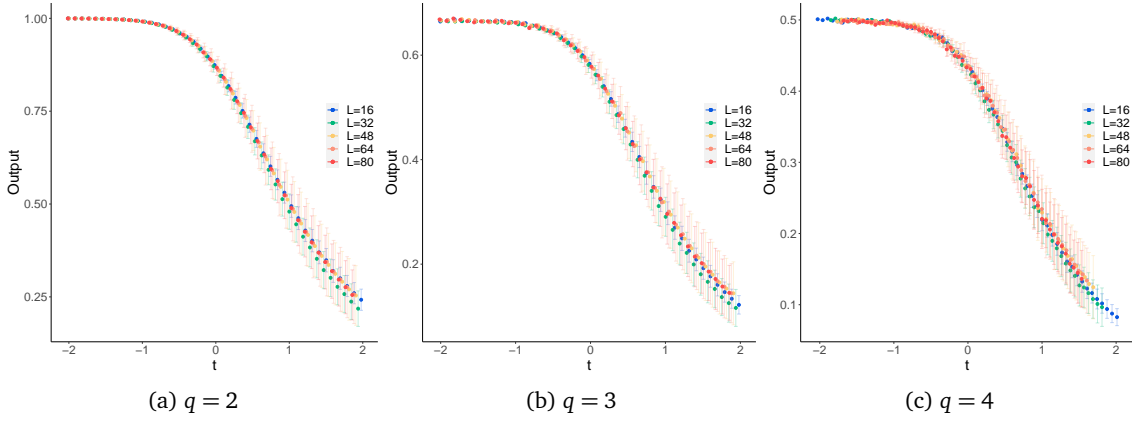 1.00
0.75
0.50
0.25
Output
−2
−1
0
1
2
t
L=16
L=32
L=48
L=64
L=80
(a) q = 2
0.6
0.4
0.2
Output
−2
−1
0
1
2
t
L=16
L=32
L=48
L=64
L=80
(b) q = 3
0.5
0.4
0.3
0.2
0.1
Output
−2
−1
0
1
2
t
L=16
L=32
L=48
L=64
L=80
(c) q = 4